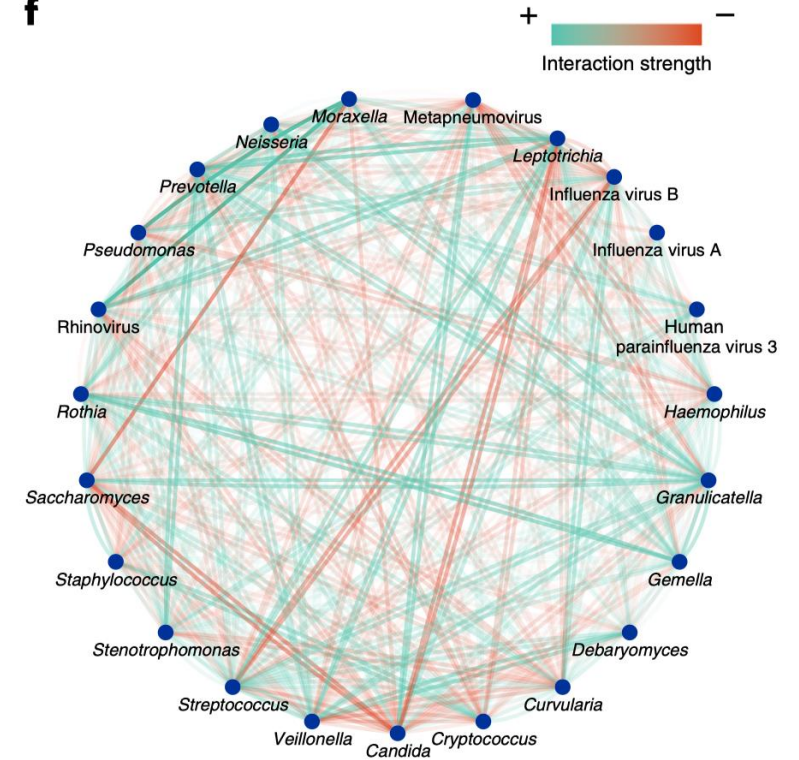 f
+ −
Interaction strength
Moraxella
Metapneumovirus
Neisseria
Leptotrichia
Prevotella
Influenza virus B
Pseudomonas
Influenza virus A
Rhinovirus
Human
parainfluenza virus 3
Rothia
Haemophilus
Saccharomyces
Granulicatella
Staphylococcus
Gemella
Stenotrophomonas
Debaryomyces
Streptococcus
Curvularia
Veillonella
Cryptococcus
Candida